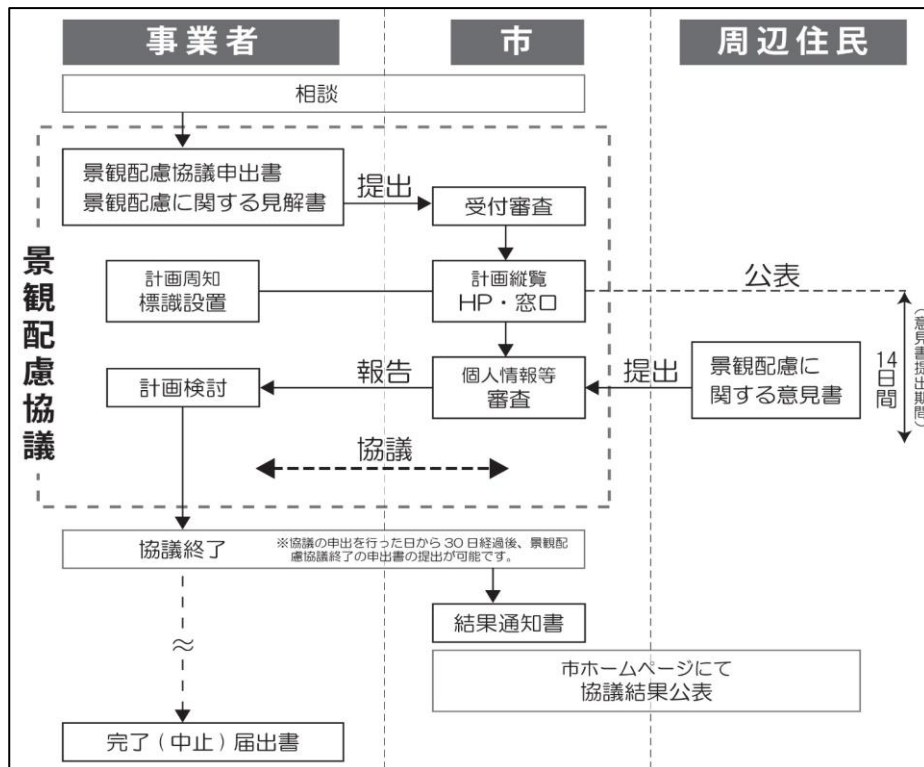 事業者
市
周辺住民
相談
景観配慮協議
景観配慮協議申出書
景観配慮に関する見解書
提出
受付審査
計画周知
標識設置
計画縦覧
HP・窓口
公表
計画検討
報告
個人情報等
審査
提出
景観配慮に
関する意見書
14日間
（意見書提出期間）
協議
協議終了
※協議の申出を行った日から30日経過後、景観配
慮協議終了の申出書の提出が可能です。
結果通知書
市ホームページにて
協議結果公表
≈
完了（中止）届出書